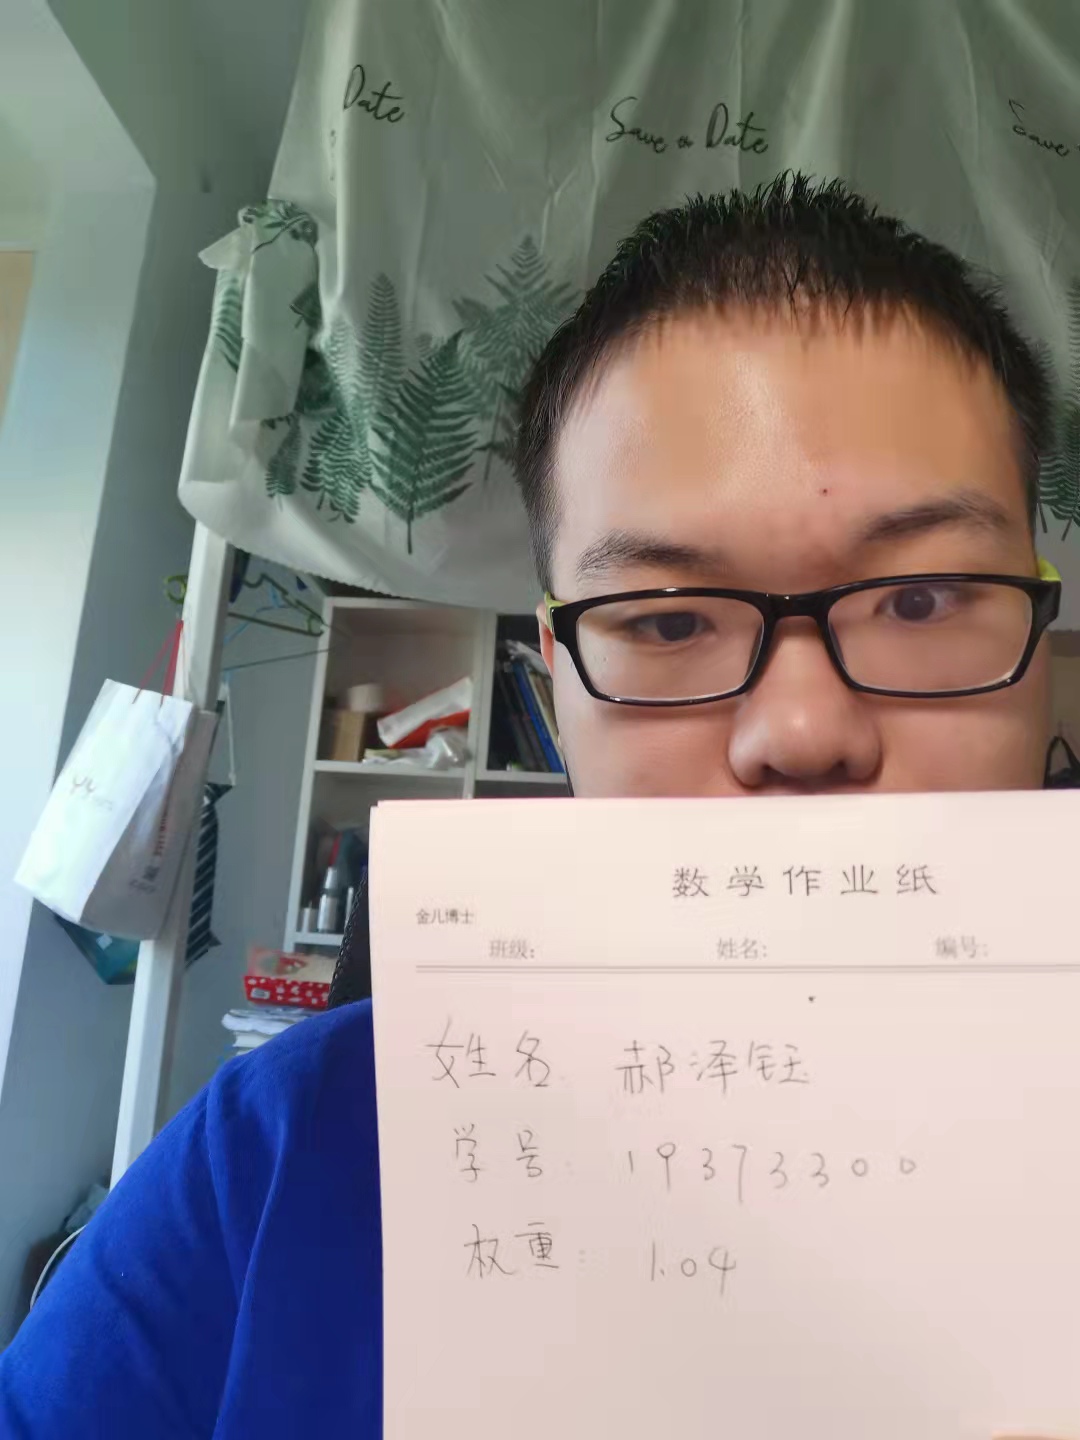 Date
Save the Date
Save
数学作业纸
金儿博士
班级: 姓名: 编号:
姓名: 郝泽钰
学号: 19373300
权重: 1.04